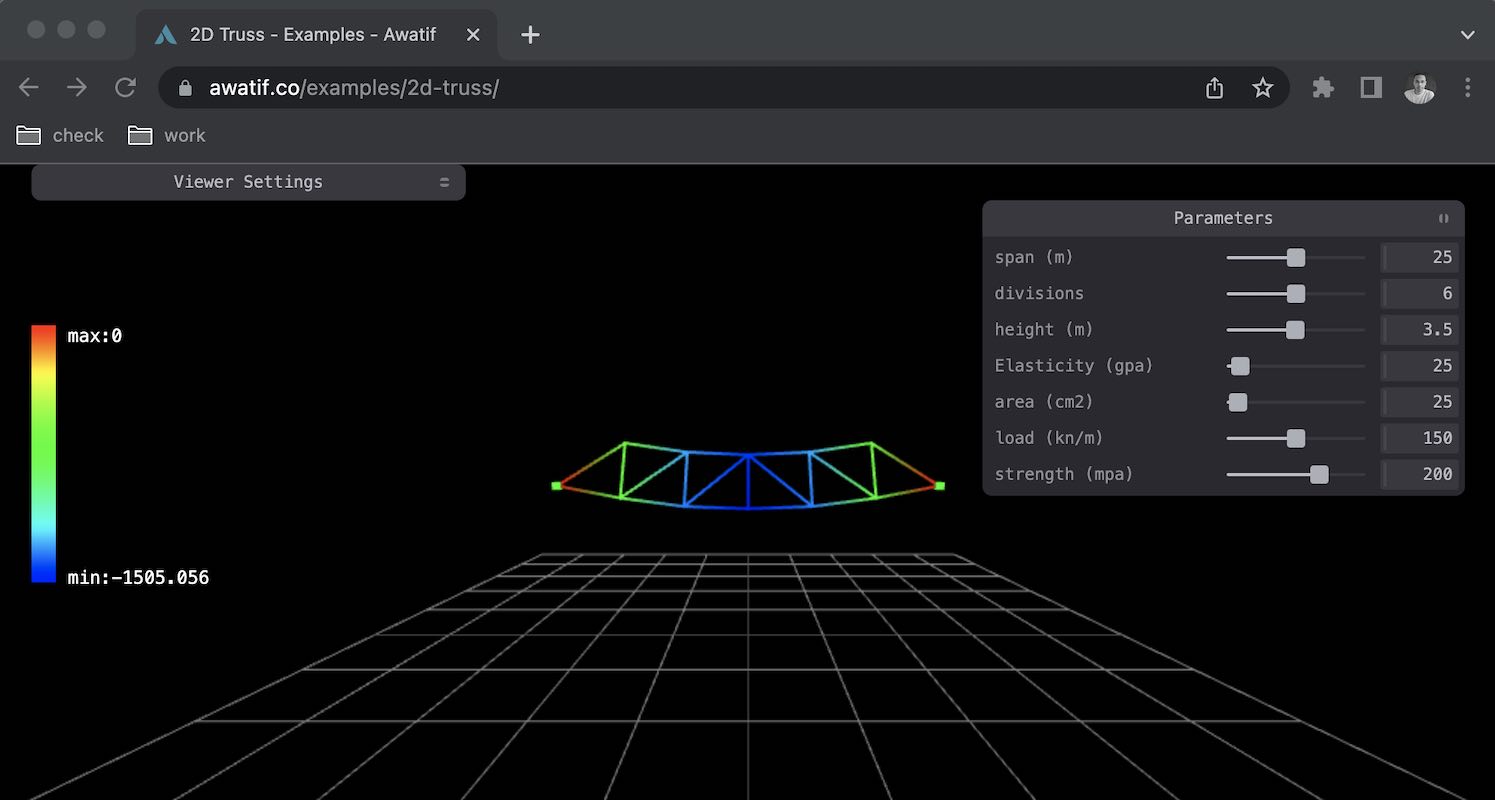 2D Truss - Examples - Awatif
awatif.co/examples/2d-truss/
check
work
Viewer Settings
Parameters
span (m) 25
divisions 6
height (m) 3.5
Elasticity (gpa) 25
area (cm2) 25
load (kn/m) 150
strength (mpa) 200
max:0
min:-1505.056